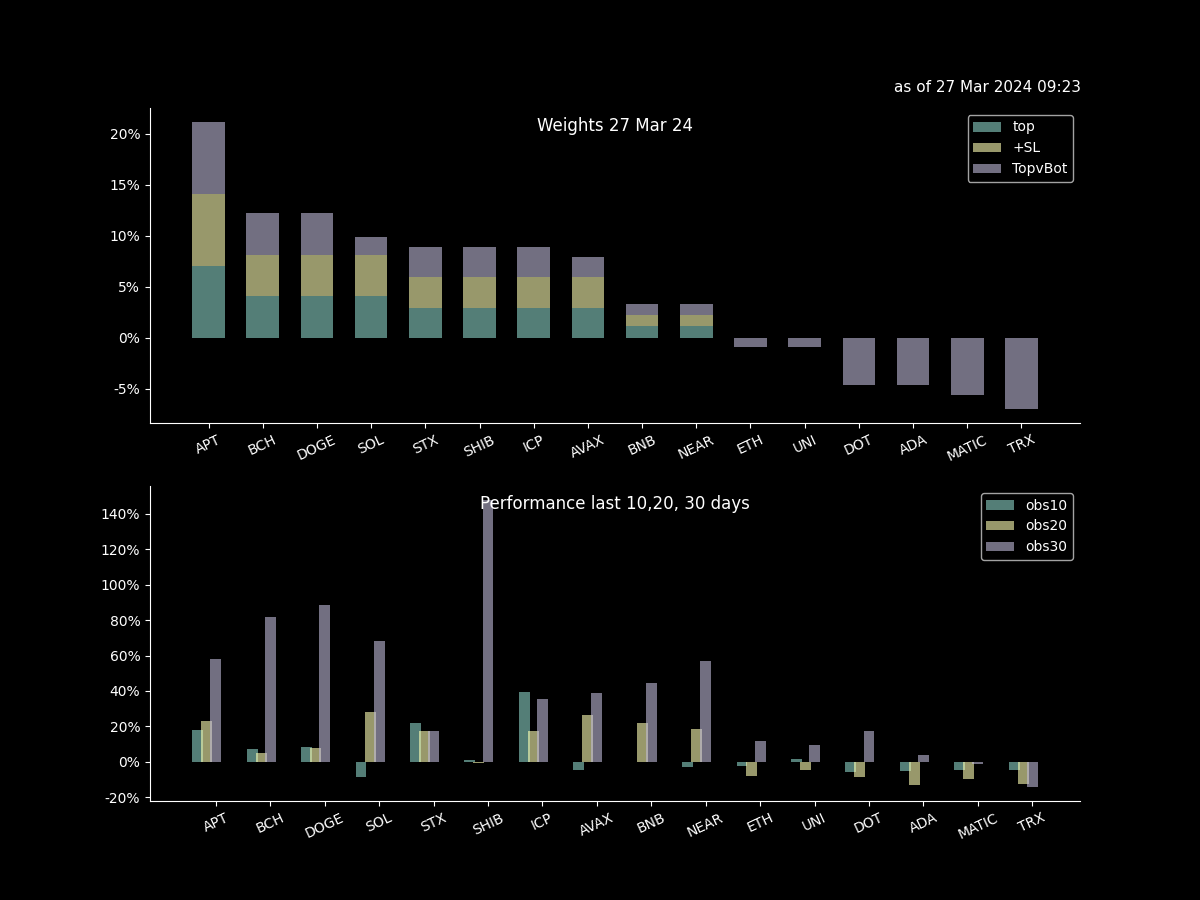 as of 27 Mar 2024 09:23
Weights 27 Mar 24
top
+SL
TopvBot
20%
15%
10%
5%
0%
-5%
APT BCH DOGE SOL STX SHIB ICP AVAX BNB NEAR ETH UNI DOT ADA MATIC TRX
Performance last 10,20, 30 days
obs10
obs20
obs30
140%
120%
100%
80%
60%
40%
20%
0%
-20%
APT BCH DOGE SOL STX SHIB ICP AVAX BNB NEAR ETH UNI DOT ADA MATIC TRX